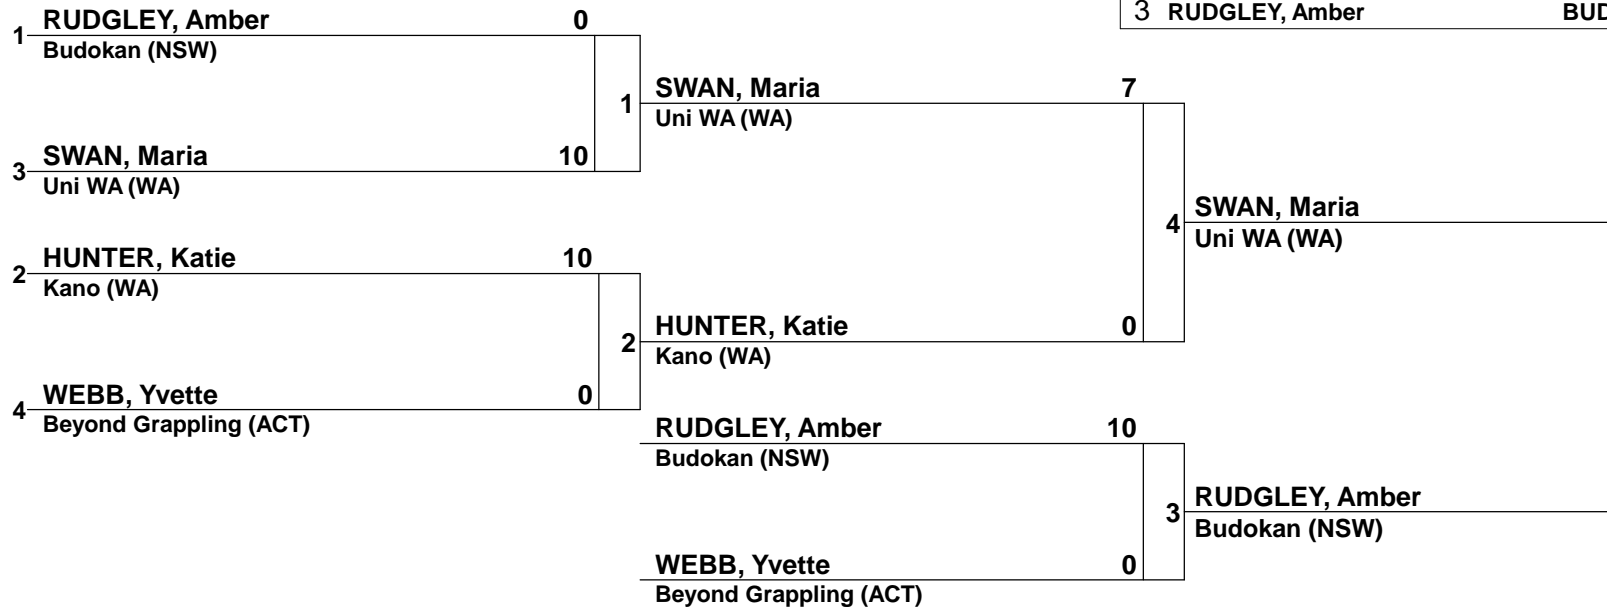 3 RUDGLEY, Amber BUD
RUDGLEY, Amber 0
1
Budokan (NSW)
SWAN, Maria 7
1
Uni WA (WA)
SWAN, Maria 10
3
Uni WA (WA)
SWAN, Maria
4
Uni WA (WA)
HUNTER, Katie 10
2
Kano (WA)
HUNTER, Katie 0
2
Kano (WA)
WEBB, Yvette 0
4
Beyond Grappling (ACT)
RUDGLEY, Amber 10
Budokan (NSW)
RUDGLEY, Amber
3
Budokan (NSW)
WEBB, Yvette 0
Beyond Grappling (ACT)